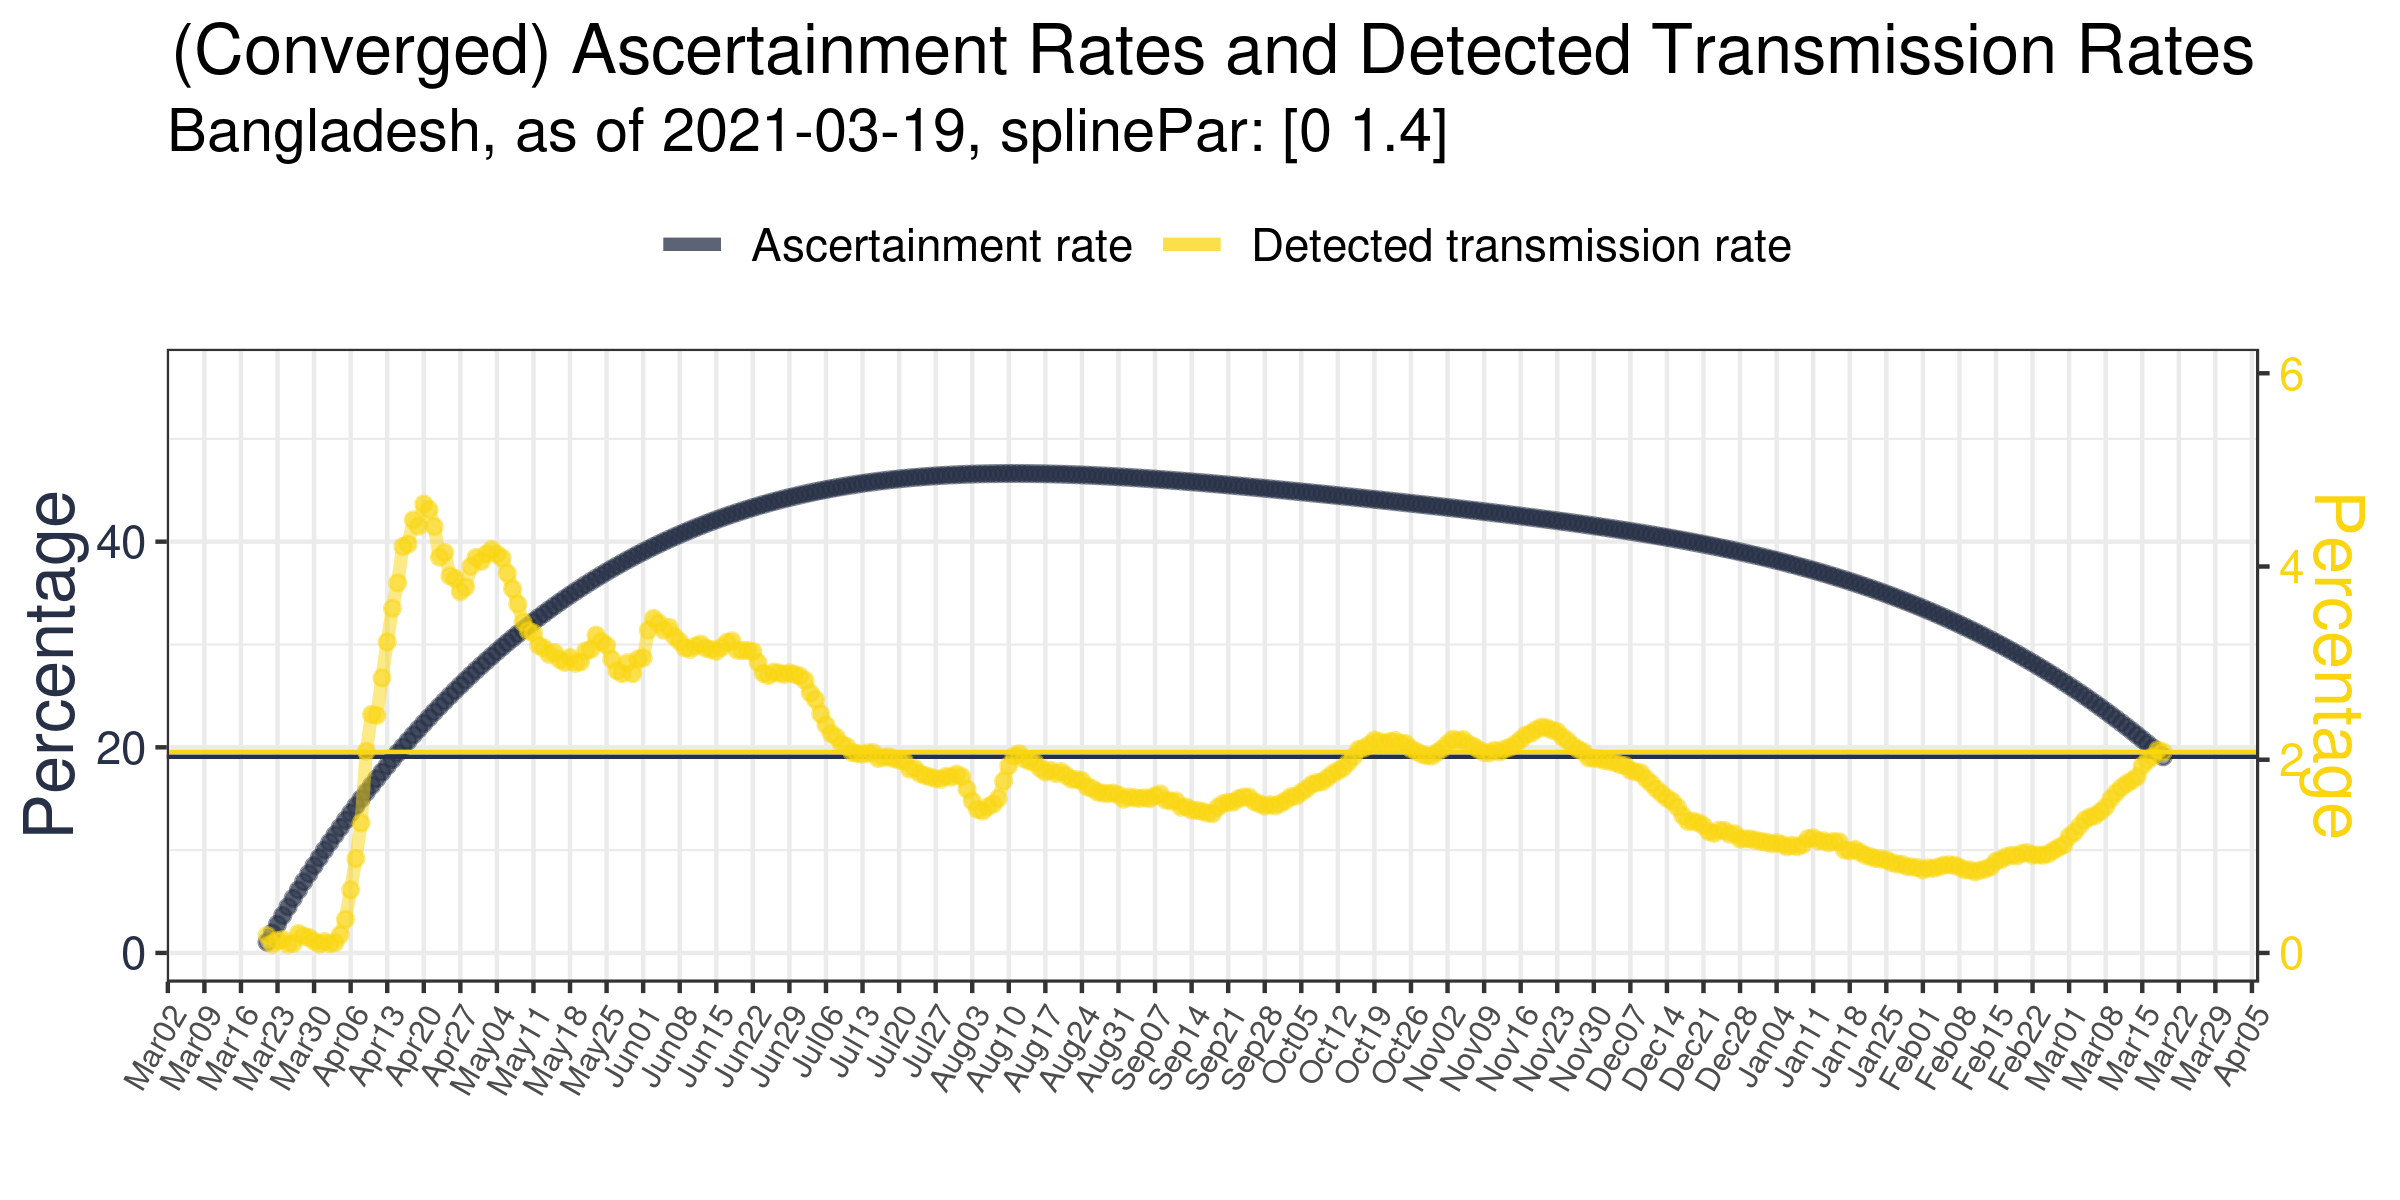 (Converged) Ascertainment Rates and Detected Transmission Rates
Bangladesh, as of 2021-03-19, splinePar: [0 1.4]
Ascertainment rate Detected transmission rate
Percentage
40
20
0
6
4
2
0
Percentage
Mar02 Mar09 Mar16 Mar23 Mar30 Apr06 Apr13 Apr20 Apr27 May04 May11 May18 May25 Jun01 Jun08 Jun15 Jun22 Jun29 Jul06 Jul13 Jul20 Jul27 Aug03 Aug10 Aug17 Aug24 Aug31 Sep07 Sep14 Sep21 Sep28 Oct05 Oct12 Oct19 Oct26 Nov02 Nov09 Nov16 Nov23 Nov30 Dec07 Dec14 Dec21 Dec28 Jan04 Jan11 Jan18 Jan25 Feb01 Feb08 Feb15 Feb22 Mar01 Mar08 Mar15 Mar22 Mar29 Apr05